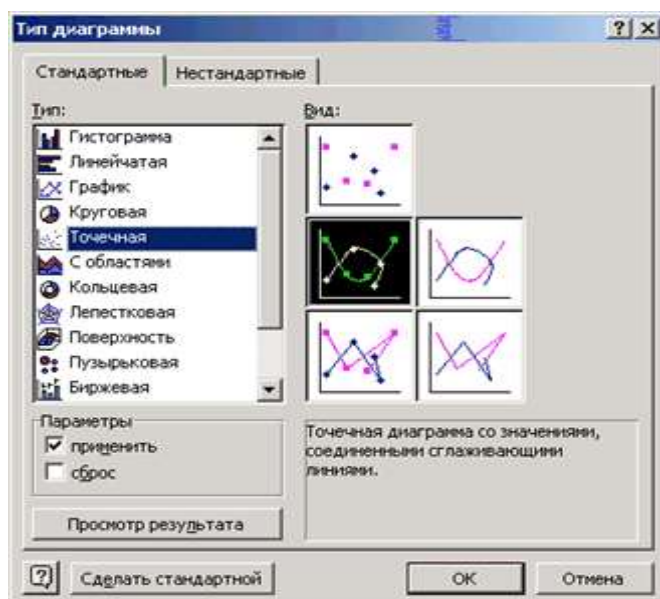 Тип диаграммы
Стандартные
Нестандартные
Тип:
Гистограмма
Линейчатая
График
Круговая
Точечная
С областями
Кольцевая
Лепестковая
Поверхность
Пузырьковая
Биржевая
Вид:
Параметры
применить
сброс
Точечная диаграмма со значениями,
соединенными сглаживающими
линиями.
Просмотр результата
Сделать стандартной
OK
Отмена